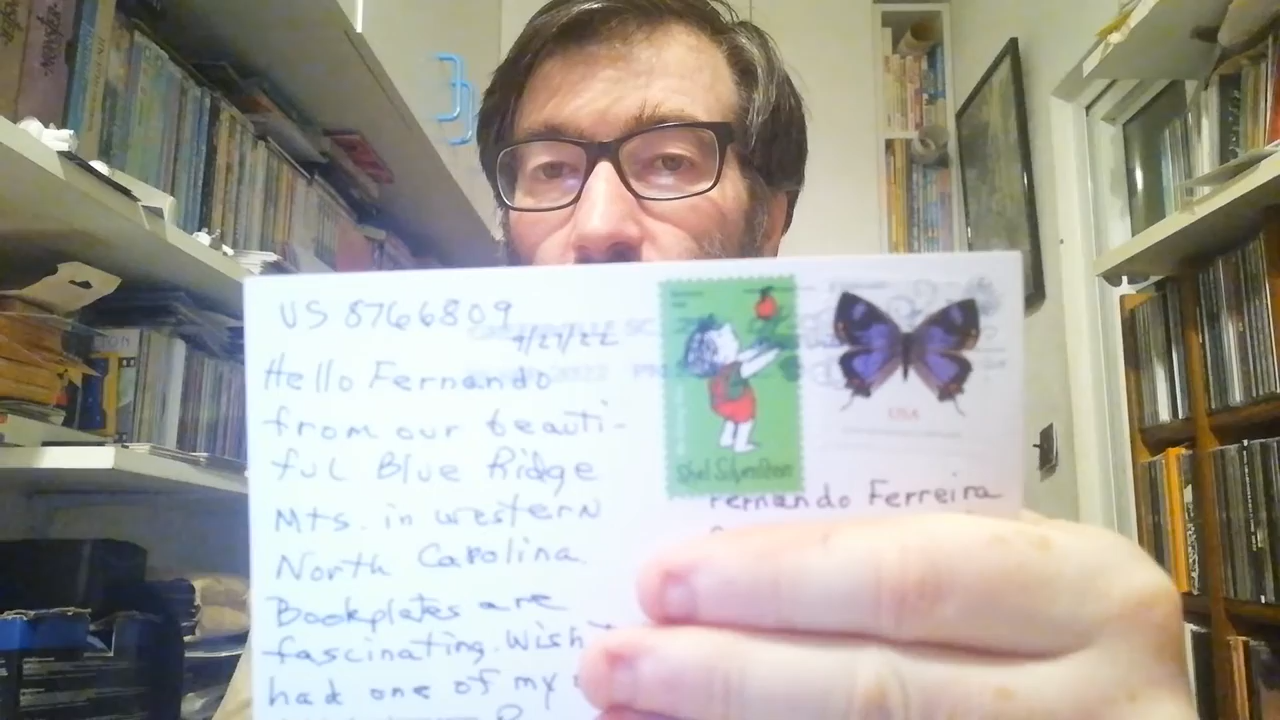 US 8766809
9/27/22
Hello Fernando
from our beauti-
ful Blue Ridge
Mts. in western
North Carolina.
Bookplates are
fascinating. Wish
had one of my
Shel Silverstein
USA
Fernando Ferreira